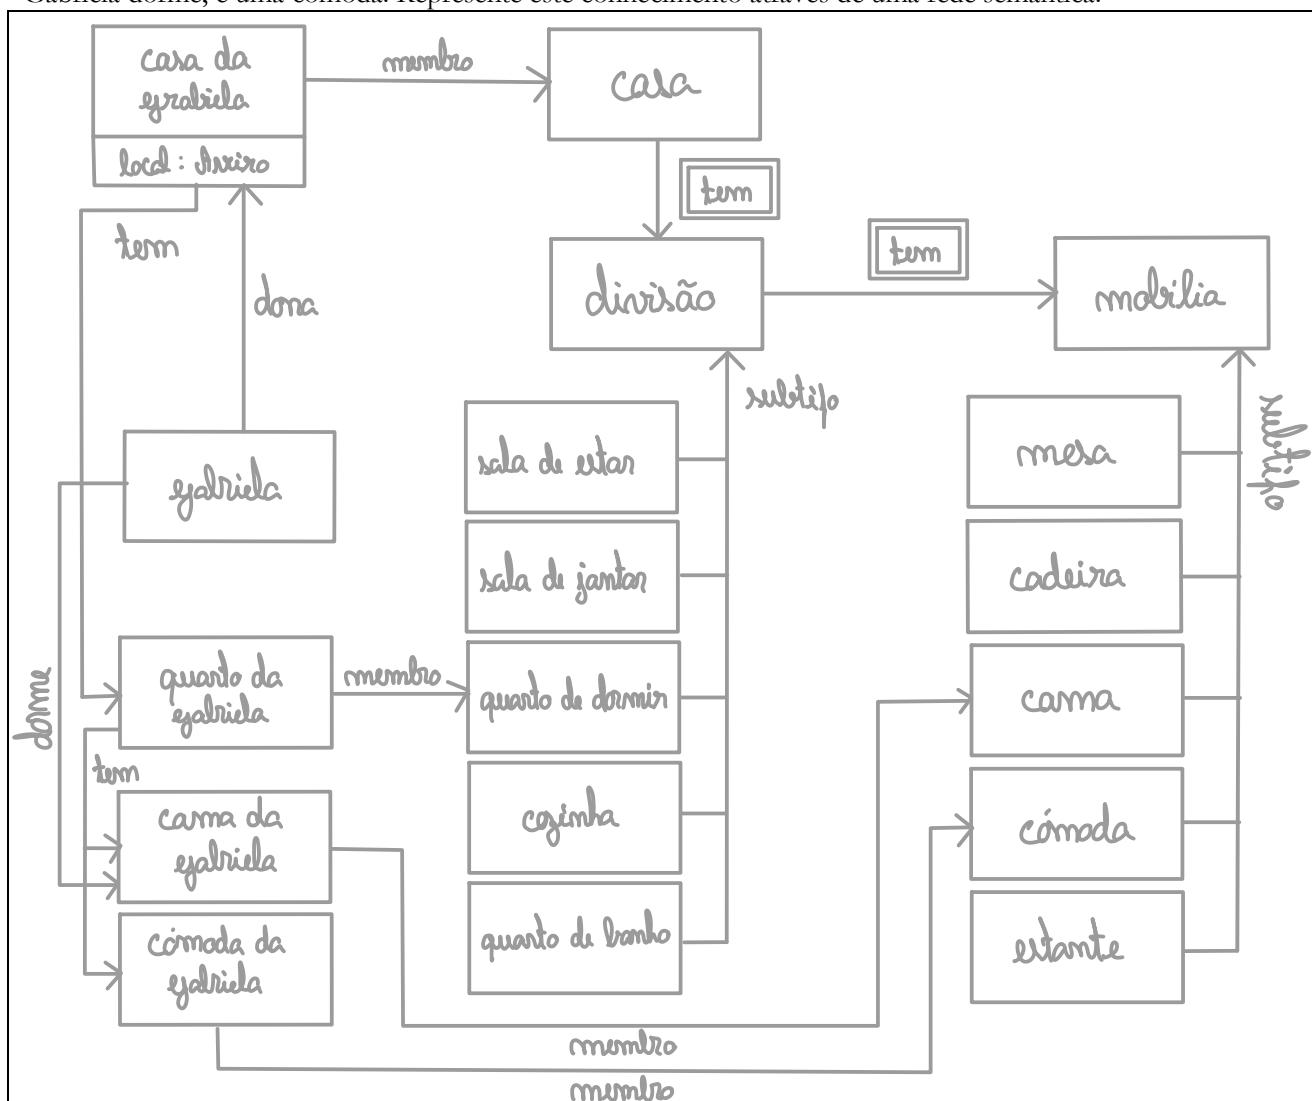 Gabriela dorme, e uma cómoda. Represente este conhecimento através de uma rede semântica.
casa da
gabriela
membro
casa
local: Aveiro
tem
tem
tem
dona
divisão
mobília
subtipo
subtipo
gabriela
sala de estar
mesa
sala de jantar
cadeira
dorme
quarto da
gabriela
membro
quarto de dormir
cama
tem
cama da
gabriela
cozinha
cómoda
cómoda da
gabriela
quarto de banho
estante
membro
membro